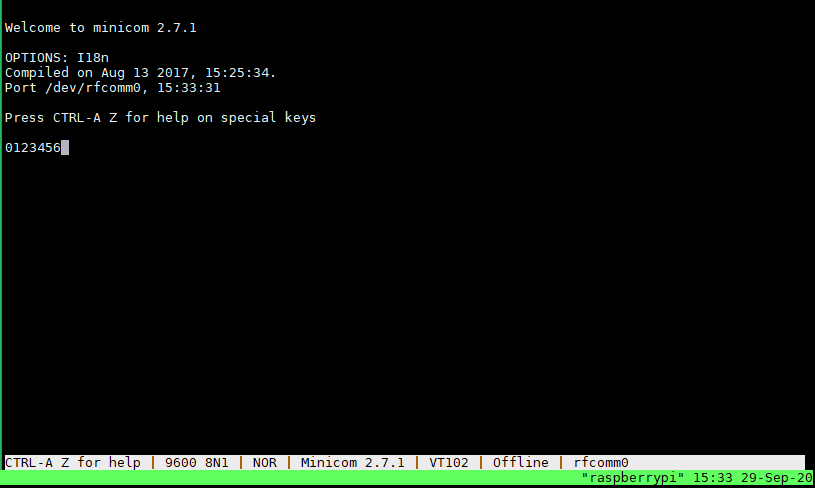 Welcome to minicom 2.7.1
OPTIONS: I18n
Compiled on Aug 13 2017, 15:25:34.
Port /dev/rfcomm0, 15:33:31
Press CTRL-A Z for help on special keys
0123456
CTRL-A Z for help | 9600 8N1 | NOR | Minicom 2.7.1 | VT102 | Offline | rfcomm0
"raspberrypi" 15:33 29-Sep-20